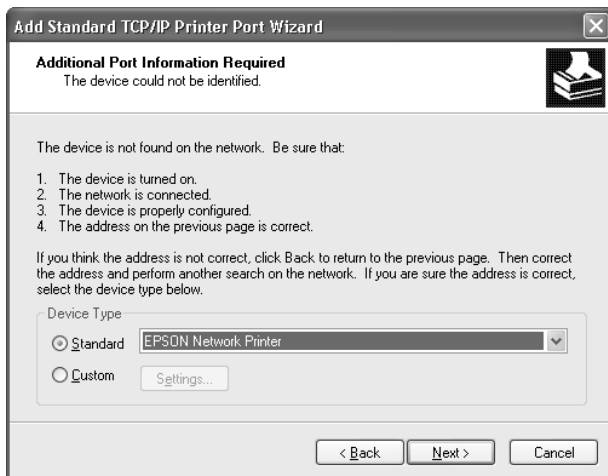 Add Standard TCP/IP Printer Port Wizard
Additional Port Information Required
The device could not be identified.
The device is not found on the network. Be sure that:
1. The device is turned on.
2. The network is connected.
3. The device is properly configured.
4. The address on the previous page is correct.
If you think the address is not correct, click Back to return to the previous page. Then correct
the address and perform another search on the network. If you are sure the address is correct,
select the device type below.
Device Type
Standard
EPSON Network Printer
Custom
Settings...
< Back
Next >
Cancel